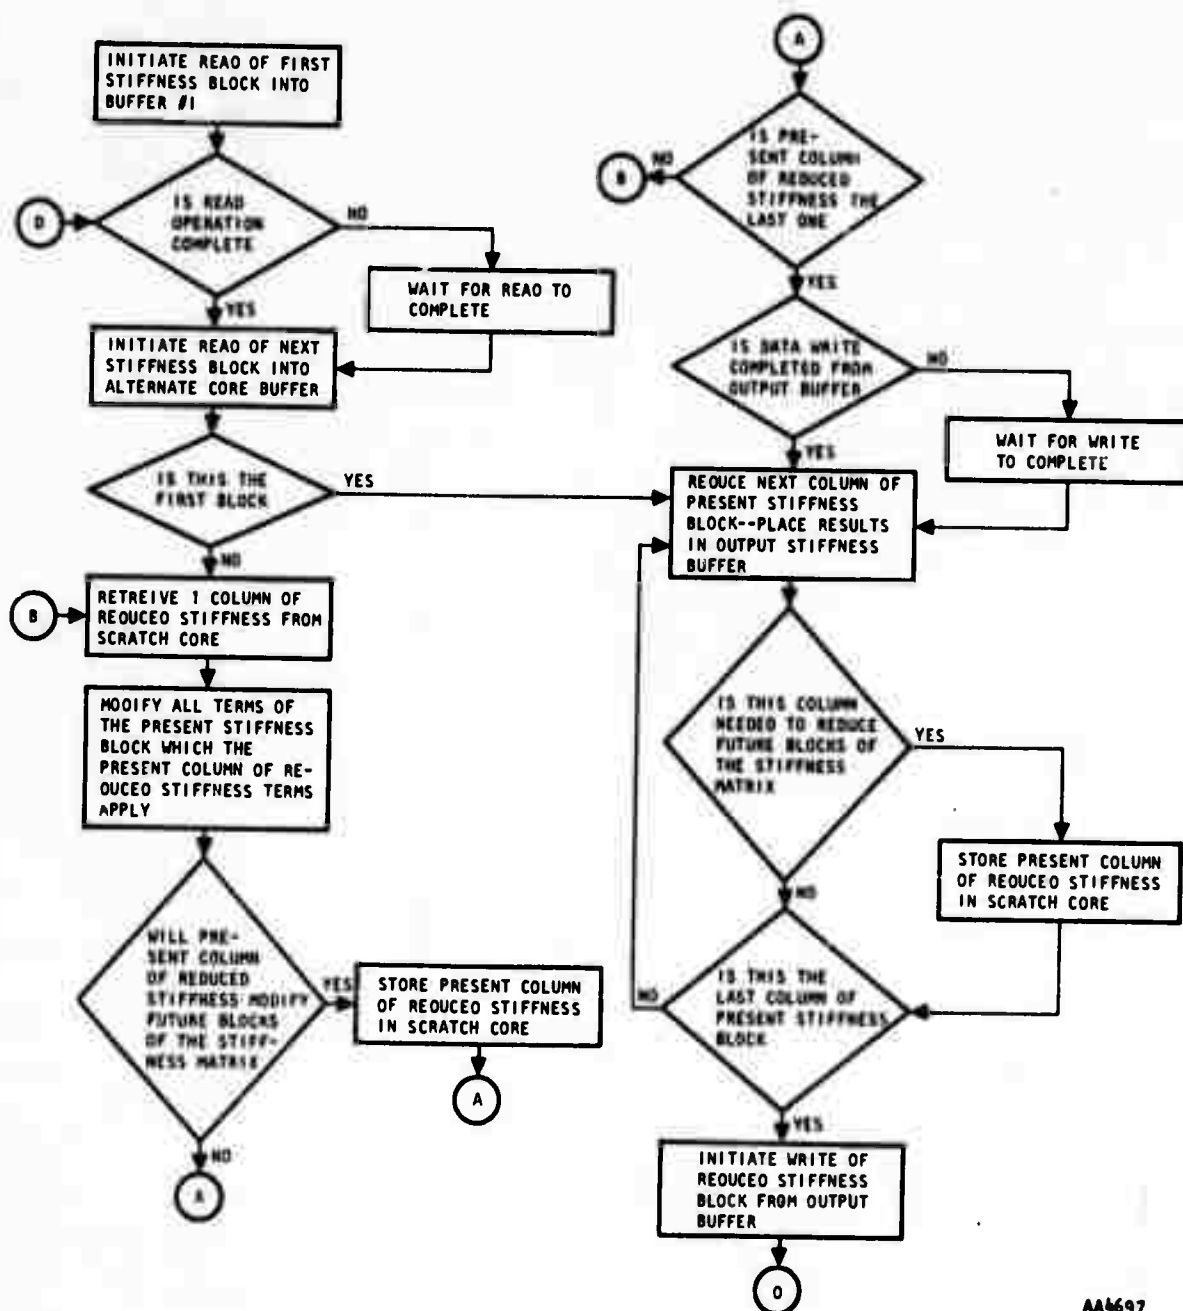 INITIATE REAO OF FIRST
STIFFNESS BLOCK INTO
BUFFER #1
D
IS READ
OPERATION
COMPLETE
NO
WAIT FOR REAO TO
COMPLETE
YES
INITIATE REAO OF NEXT
STIFFNESS BLOCK INTO
ALTERNATE CORE BUFFER
IS THIS THE
FIRST BLOCK
YES
NO
B
RETREIVE 1 COLUMN OF
REOUCEO STIFFNESS FROM
SCRATCH CORE
MODIFY ALL TERMS OF
THE PRESENT STIFFNESS
BLOCK WHICH THE
PRESENT COLUMN OF RE-
OUCEO STIFFNESS TERMS
APPLY
WILL PRE-
SENT COLUMN
OF REDUCED
STIFFNESS MODIFY
FUTURE BLOCKS
OF THE STIFF-
NESS MATRIX
YES
STORE PRESENT COLUMN
OF REOUCEO STIFFNESS
IN SCRATCH CORE
A
NO
A
A
IS PRE-
SENT COLUMN
OF REDUCED
STIFFNESS THE
LAST ONE
NO
B
YES
IS DATA WRITE
COMPLETED FROM
OUTPUT BUFFER
NO
WAIT FOR WRITE
TO COMPLETE
YES
REDUCE NEXT COLUMN OF
PRESENT STIFFNESS
BLOCK--PLACE RESULTS
IN OUTPUT STIFFNESS
BUFFER
IS THIS COLUMN
NEEDED TO REDUCE
FUTURE BLOCKS OF
THE STIFFNESS
MATRIX
YES
STORE PRESENT COLUMN
OF REOUCEO STIFFNESS
IN SCRATCH CORE
NO
IS THIS THE
LAST COLUMN OF
PRESENT STIFFNESS
BLOCK
NO
YES
INITIATE WRITE OF
REOUCEO STIFFNESS
BLOCK FROM OUTPUT
BUFFER
O
AA4697